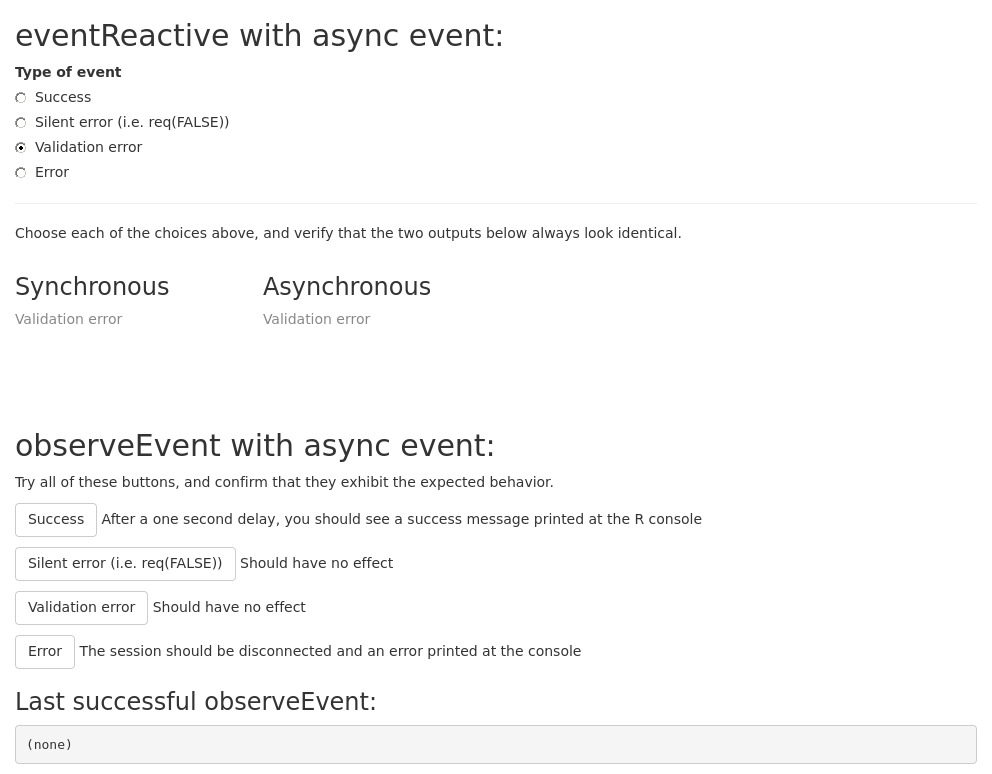 eventReactive with async event:
Type of event
Success
Silent error (i.e. req(FALSE))
Validation error
Error
Choose each of the choices above, and verify that the two outputs below always look identical.
Synchronous Asynchronous
Validation error Validation error
observeEvent with async event:
Try all of these buttons, and confirm that they exhibit the expected behavior.
Success After a one second delay, you should see a success message printed at the R console
Silent error (i.e. req(FALSE)) Should have no effect
Validation error Should have no effect
Error The session should be disconnected and an error printed at the console
Last successful observeEvent:
(none)